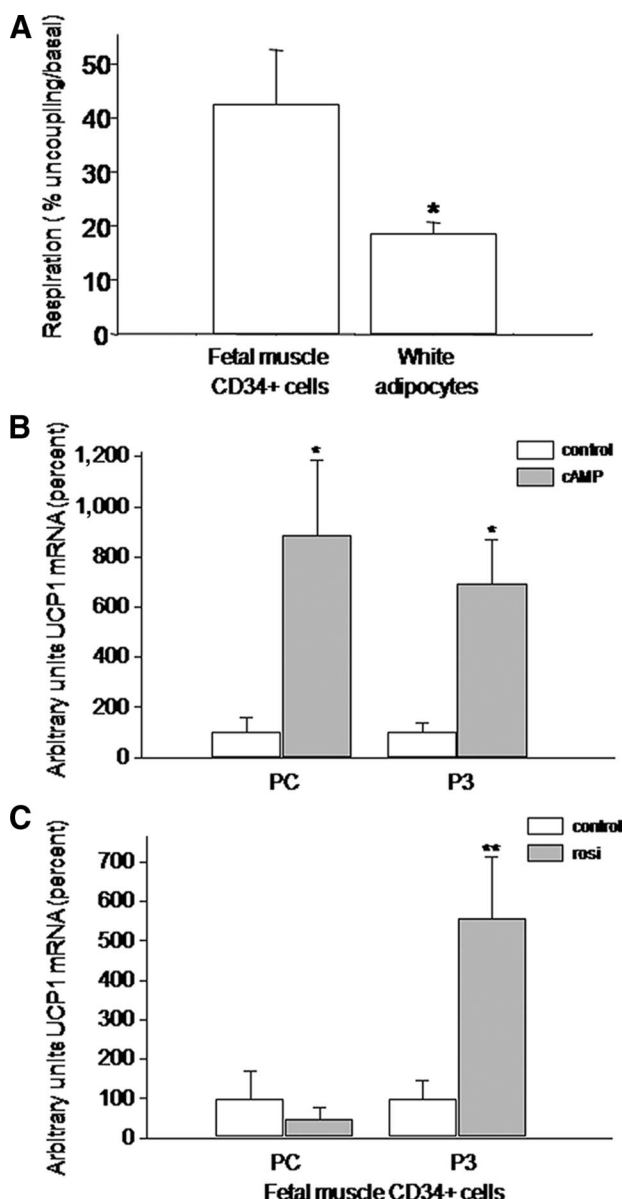 A
Respiration ( % uncoupling/basal)
50
40
30
20
10
0
*
Fetal muscle
CD34+ cells
White
adipocytes
B
Arbitrary units UCP1 mRNA (percent)
1,200
1,000
800
600
400
200
0
*
*
control
cAMP
PC
P3
C
Arbitrary units UCP1 mRNA (percent)
700
600
500
400
300
200
100
0
**
control
rosi
PC
P3
Fetal muscle CD34+ cells